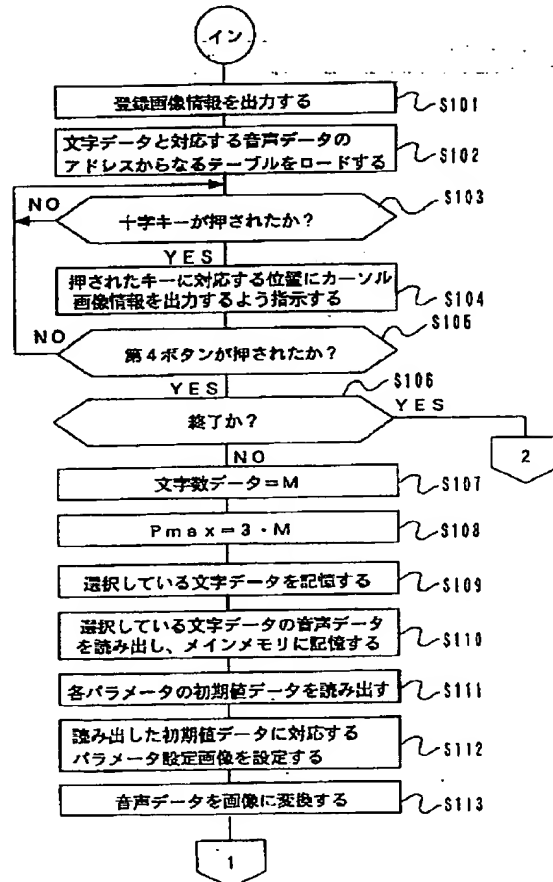 イン
登録画像情報を出力する
S101
文字データと対応する音声データの
アドレスからなるテーブルをロードする
S102
NO
S103
十字キーが押されたか？
YES
押されたキーに対応する位置にカーソル
画像情報を出力するよう指示する
S104
NO
S105
第4ボタンが押されたか？
YES
S106
終了か？
YES
2
NO
文字数データ＝M
S107
Pmax＝3・M
S108
選択している文字データを記憶する
S109
選択している文字データの音声データ
を読み出し、メインメモリに記憶する
S110
各パラメータの初期値データを読み出す
S111
読み出した初期値データに対応する
パラメータ設定画像を設定する
S112
音声データを画像に変換する
S113
1